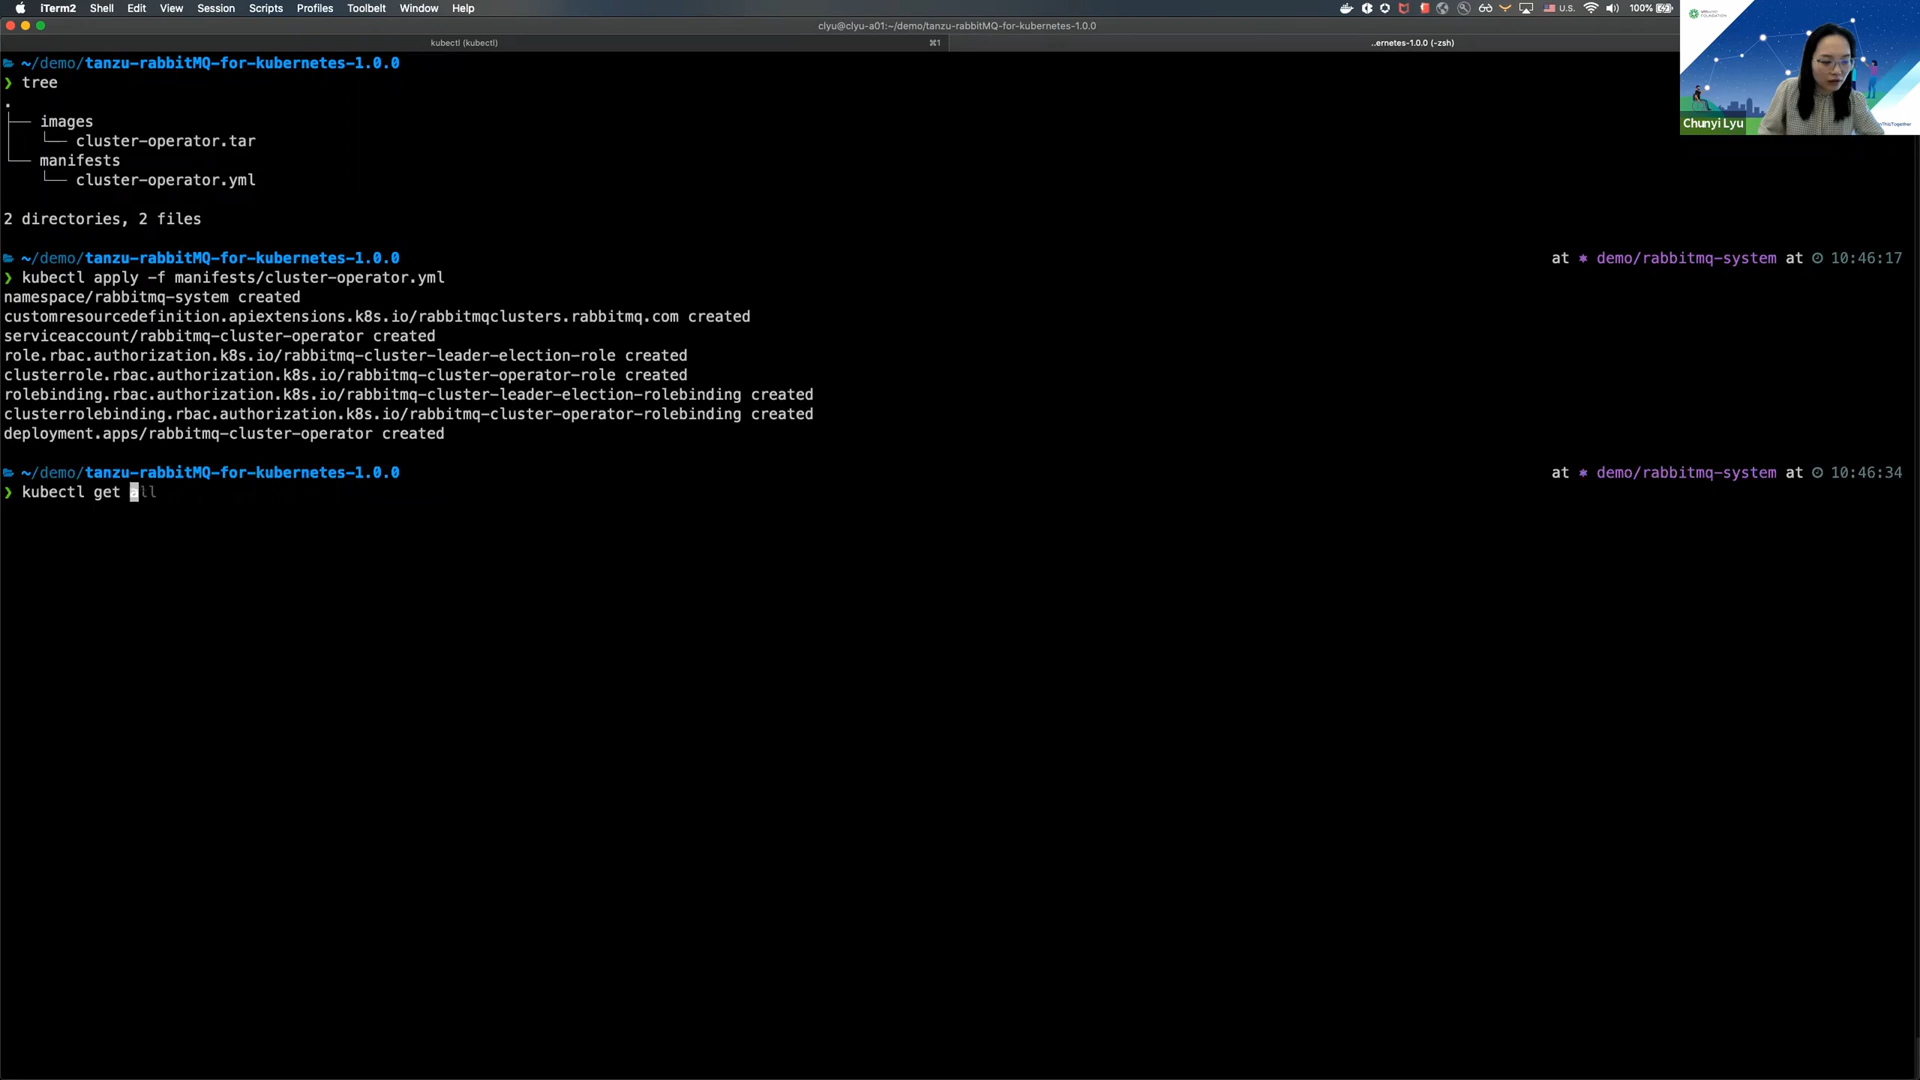 iTerm2 Shell Edit View Session Scripts Profiles Toolbelt Window Help U.S. 100%
clyu@clyu-a01:~/demo/tanzu-rabbitMQ-for-kubernetes-1.0.0
kubectl (kubectl) ⌘1 ..ernetes-1.0.0 (-zsh)
~/demo/tanzu-rabbitMQ-for-kubernetes-1.0.0
❯ tree
.
├── images
│   └── cluster-operator.tar
└── manifests
    └── cluster-operator.yml
2 directories, 2 files
~/demo/tanzu-rabbitMQ-for-kubernetes-1.0.0 at ⎈ demo/rabbitmq-system at 10:46:17
❯ kubectl apply -f manifests/cluster-operator.yml
namespace/rabbitmq-system created
customresourcedefinition.apiextensions.k8s.io/rabbitmqclusters.rabbitmq.com created
serviceaccount/rabbitmq-cluster-operator created
role.rbac.authorization.k8s.io/rabbitmq-cluster-leader-election-role created
clusterrole.rbac.authorization.k8s.io/rabbitmq-cluster-operator-role created
rolebinding.rbac.authorization.k8s.io/rabbitmq-cluster-leader-election-rolebinding created
clusterrolebinding.rbac.authorization.k8s.io/rabbitmq-cluster-operator-rolebinding created
deployment.apps/rabbitmq-cluster-operator created
~/demo/tanzu-rabbitMQ-for-kubernetes-1.0.0 at ⎈ demo/rabbitmq-system at 10:46:34
❯ kubectl get all
Chunyi Lyu